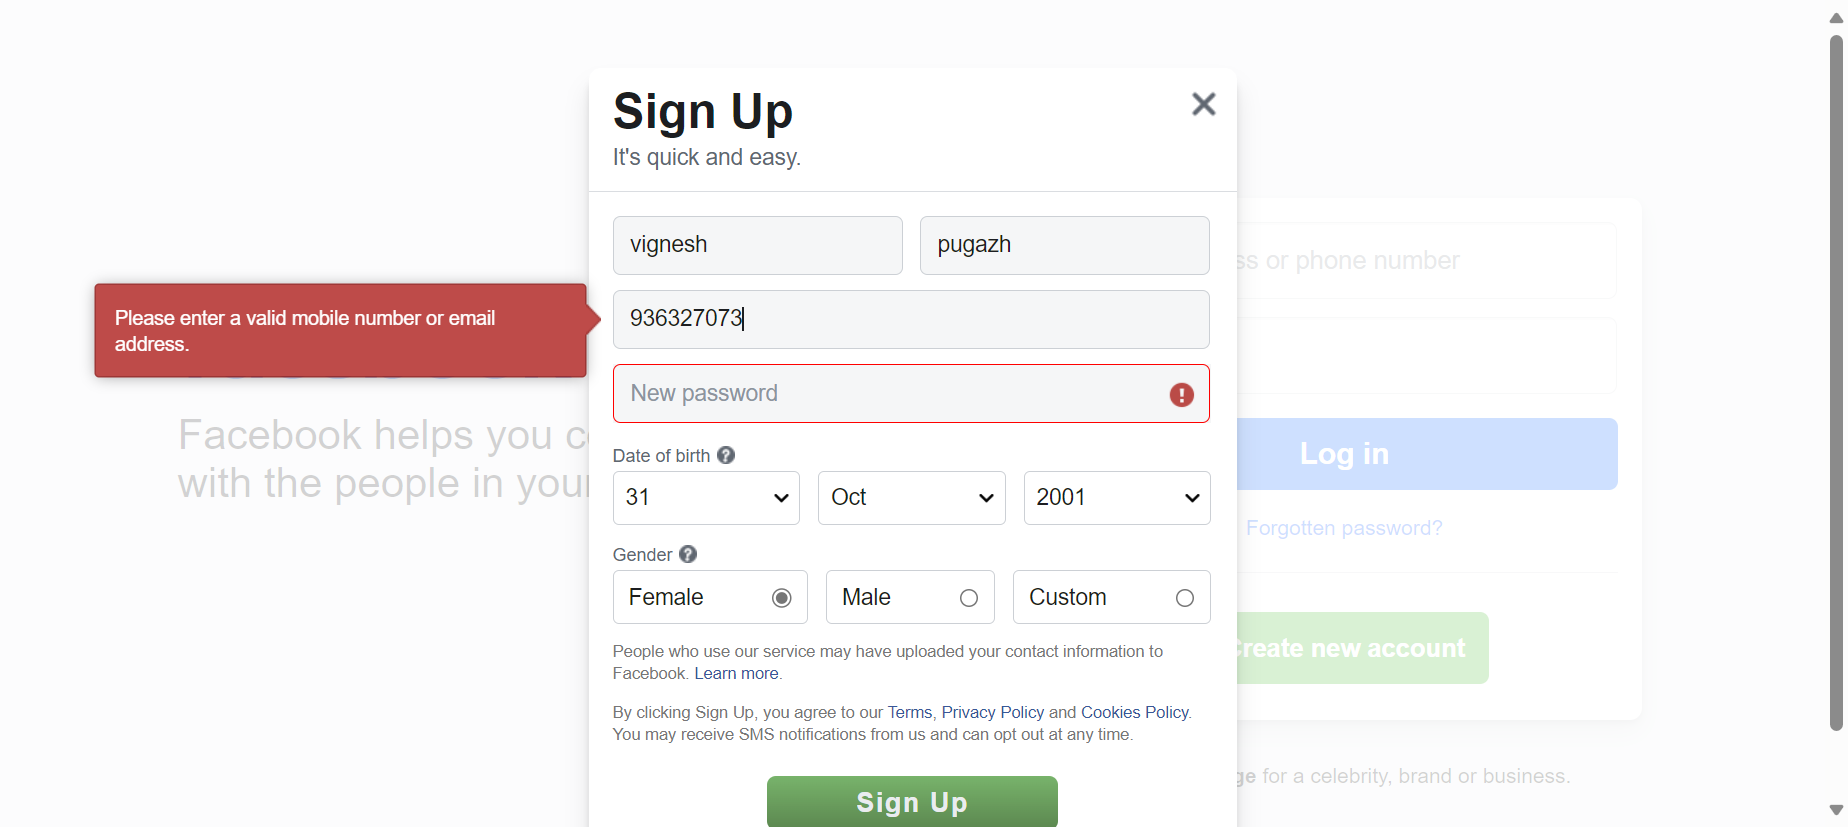 Sign Up
It's quick and easy.
vignesh
pugazh
Please enter a valid mobile number or email
address.
936327073
New password
Date of birth
31
Oct
2001
Gender
Female
Male
Custom
People who use our service may have uploaded your contact information to
Facebook. Learn more.
By clicking Sign Up, you agree to our Terms, Privacy Policy and Cookies Policy.
You may receive SMS notifications from us and can opt out at any time.
Sign Up
Facebook helps you
with the people in
or phone number
Log in
Forgotten password?
Create new account
for a celebrity, brand or business.